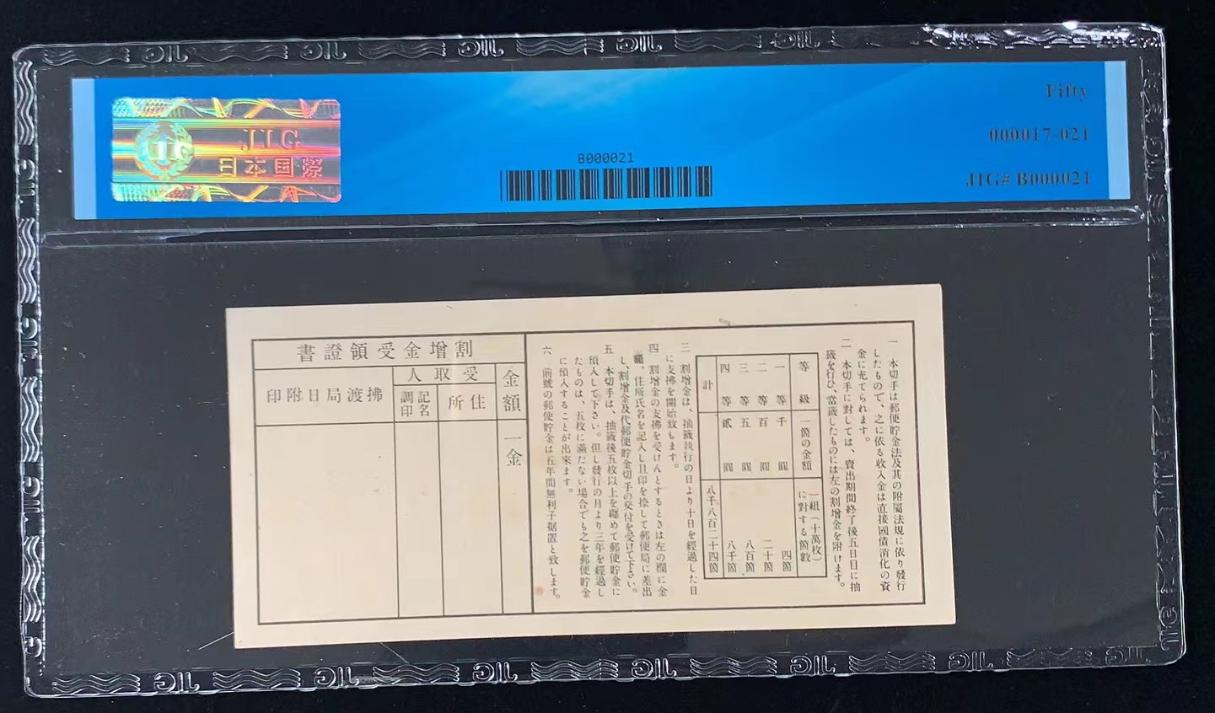 JIG
日本国際
B000021
Fifty
000017-021
JIG# B000021
一 本切手は郵便貯金法及其の附屬法規に依り發行
したもので、之に依る收入金は直接國債消化の資
金に充てられます。
二 本切手に對しては、賣出期間終了後五日目に抽
籤を行ひ、當籤したものには左の割增金を附けます。
等級 一箇の金額 一組(十萬枚)に對する箇數
一等 千圓 四箇
二等 百圓 二十箇
三等 五圓 八百箇
四等 貳圓 八千箇
計 八千八百二十四箇
三 割增金は、抽籤執行の日より十日を經過した日
に支拂を開始致します。
四 割增金の支拂を受けんとするときは左の欄に金
額、住所氏名を記入し且印を捺して郵便局に差出
し、割增金及代郵便貯金切手の交付を受けて下さい。
五 本切手は、抽籤後五枚以上を纒めて郵便貯金に
預入して下さい。但し發行の月より三年を經過し
たものは、五枚に滿たない場合でも之を郵便貯金
に預入することが出來ます。
六 前號の郵便貯金は五年間無利子据置と致します。
割增金受領證書
金額
一金
受取人
住所
記名調印
拂渡局日附印